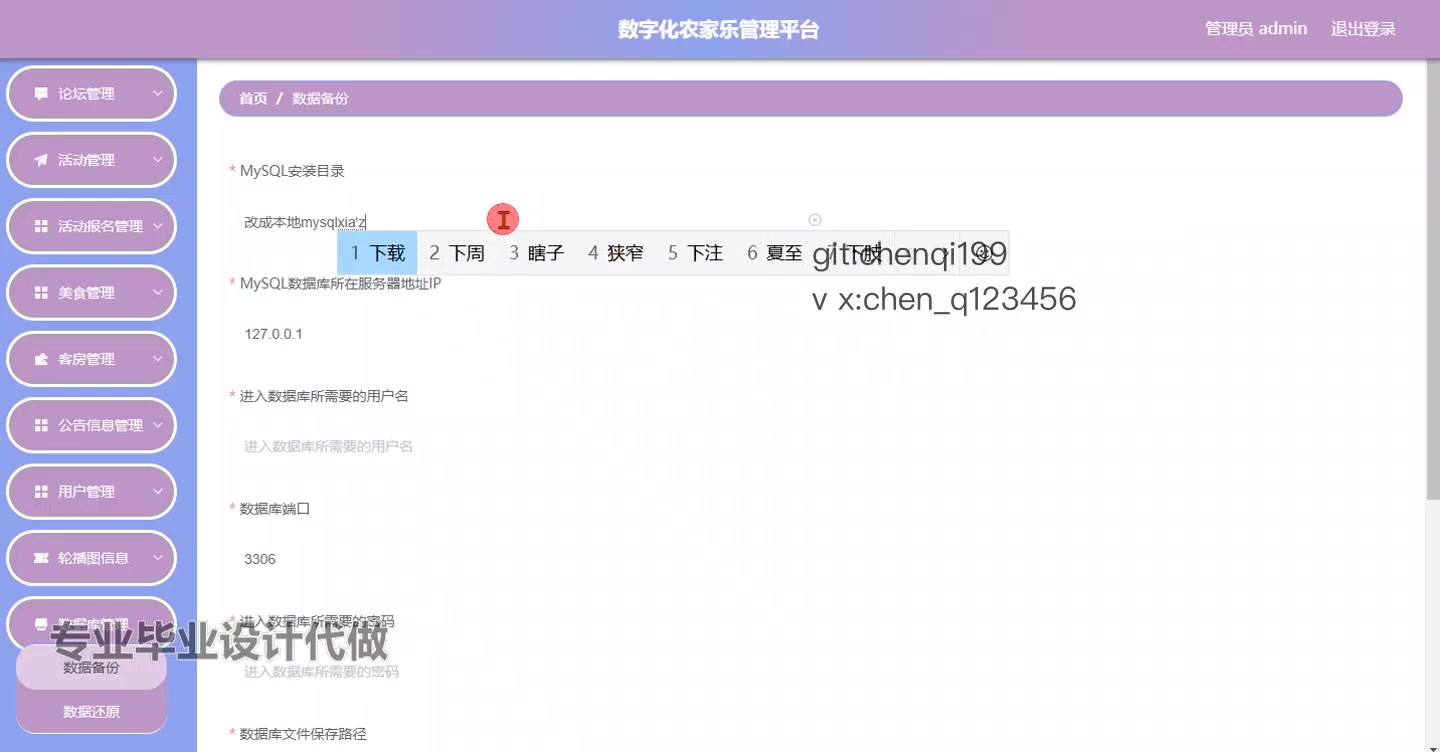 数字化农家乐管理平台
管理员 admin 退出登录
论坛管理
活动管理
活动报名管理
美食管理
客房管理
公告信息管理
用户管理
轮播图信息
数据库管理
数据备份
数据还原
首页 / 数据备份
* MySQL安装目录
改成本地mysqlxia'z
1 下载 2 下周 3 瞎子 4 狭窄 5 下注 6 夏至 7 下肢
git:chenqi199
v x:chen_q123456
* MySQL数据库所在服务器地址IP
127.0.0.1
* 进入数据库所需要的用户名
进入数据库所需要的用户名
* 数据库端口
3306
* 进入数据库所需要的密码
进入数据库所需要的密码
专业毕业设计代做
* 数据库文件保存路径